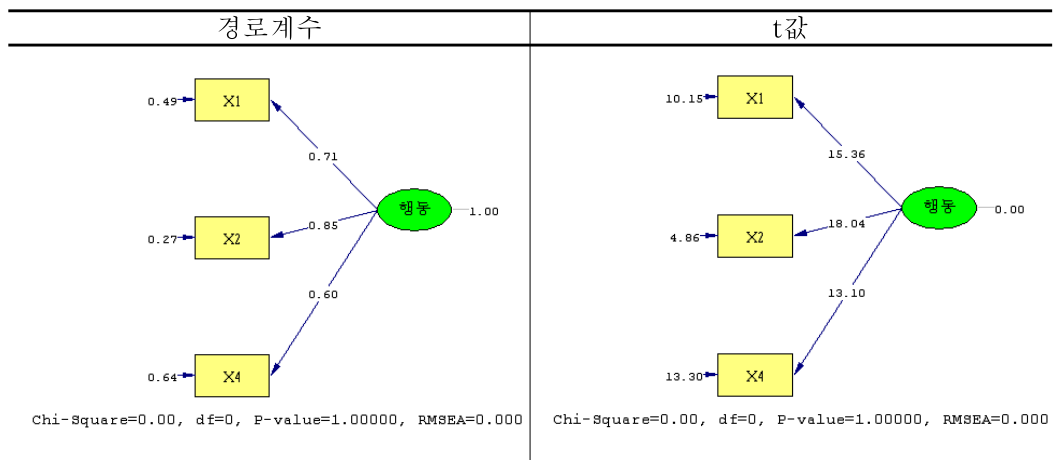 경로계수
t값
0.49
X1
0.71
행동
1.00
0.85
0.27
X2
0.60
0.64
X4
Chi-Square=0.00, df=0, P-value=1.00000, RMSEA=0.000
10.15
X1
15.36
행동
0.00
18.04
4.86
X2
13.10
13.30
X4
Chi-Square=0.00, df=0, P-value=1.00000, RMSEA=0.000